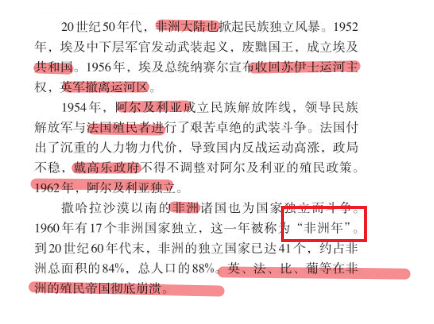 20世纪50年代，非洲大陆也掀起民族独立风暴。1952
年，埃及中下层军官发动武装起义，废黜国王，成立埃及
共和国。1956年，埃及总统纳赛尔宣布收回苏伊士运河主
权，英军撤离运河区。
1954年，阿尔及利亚成立民族解放阵线，领导民族
解放军与法国殖民者进行了艰苦卓绝的武装斗争。法国付
出了沉重的人力物力代价，导致国内反战运动高涨，政局
不稳，戴高乐政府不得不调整对阿尔及利亚的殖民政策。
1962年，阿尔及利亚独立。
撒哈拉沙漠以南的非洲诸国也为国家独立而斗争。
1960年有17个非洲国家独立，这一年被称为“非洲年”。
到20世纪60年代末，非洲的独立国家已达41个，约占非
洲总面积的84%，总人口的88%。英、法、比、葡等在非
洲的殖民帝国彻底崩溃。